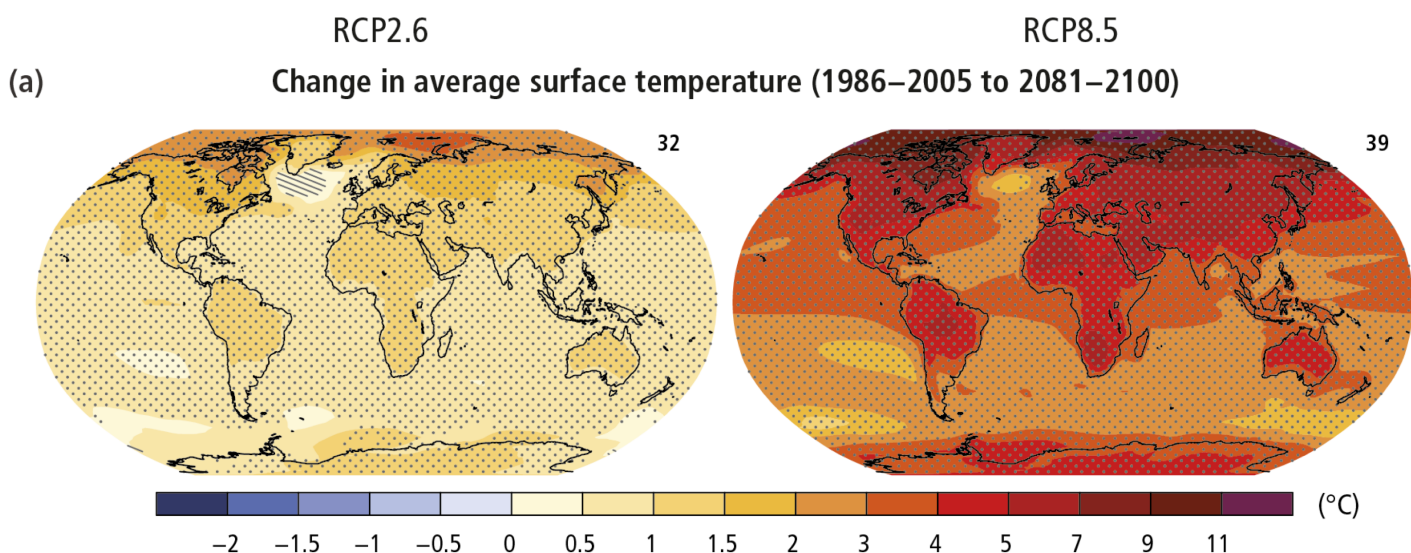 RCP2.6 RCP8.5
(a) Change in average surface temperature (1986–2005 to 2081–2100)
32 39
−2 −1.5 −1 −0.5 0 0.5 1 1.5 2 3 4 5 7 9 11 (°C)